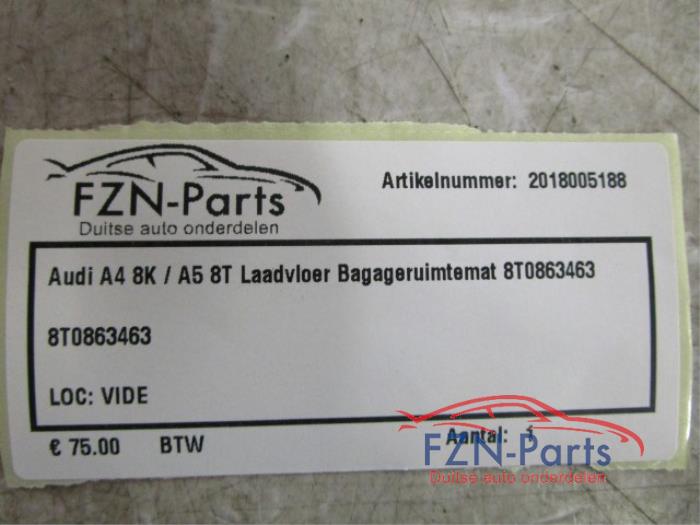 FZN-Parts
Duitse auto onderdelen
Artikelnummer: 2018005188
Audi A4 8K / A5 8T Laadvloer Bagageruimtemat 8T0863463
8T0863463
LOC: VIDE
€ 75.00 BTW Aantal: 1
FZN-Parts
Duitse auto onderdelen